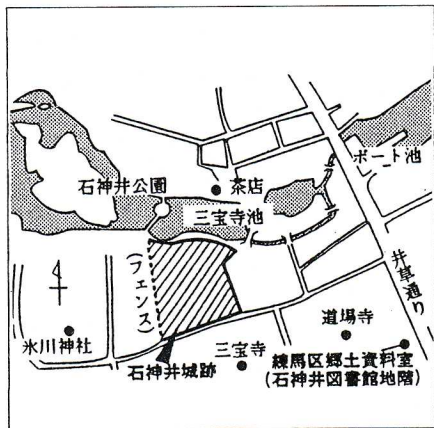 ボート池
石神井公園
茶店
三宝寺池
井草通り
(フェンス)
氷川神社
道場寺
三宝寺
石神井城跡
練馬区郷土資料室
(石神井図書館地階)